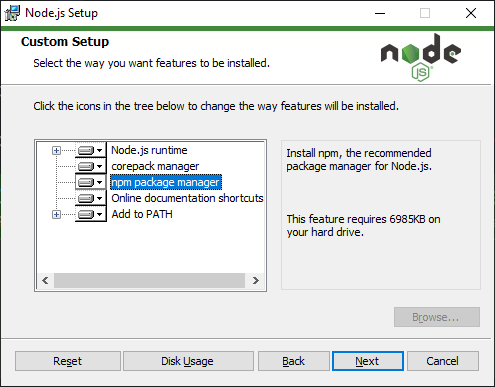 Node.js Setup
Custom Setup
Select the way you want features to be installed.
node
JS
Click the icons in the tree below to change the way features will be installed.
Node.js runtime
corepack manager
npm package manager
Online documentation shortcuts
Add to PATH
Install npm, the recommended
package manager for Node.js.
This feature requires 6985KB on
your hard drive.
Browse...
Reset
Disk Usage
Back
Next
Cancel